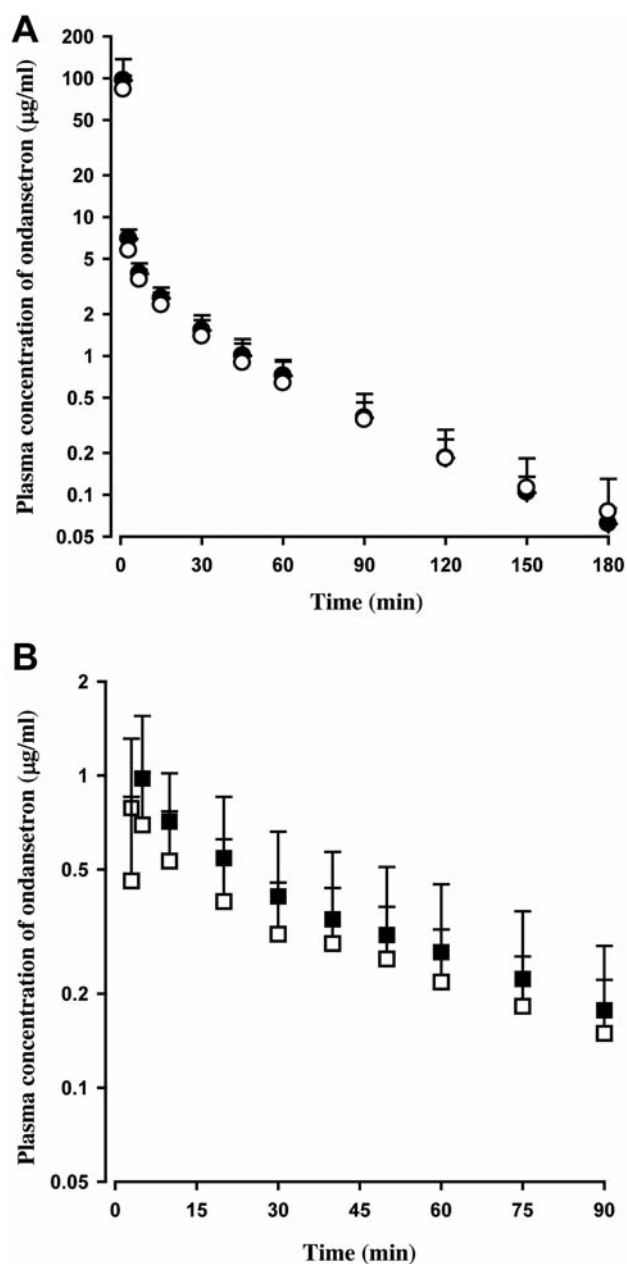 A
Plasma concentration of ondansetron (μg/ml)
200
100
50
20
10
5
2
1
0.5
0.2
0.1
0.05
0 30 60 90 120 150 180
Time (min)
B
Plasma concentration of ondansetron (μg/ml)
2
1
0.5
0.2
0.1
0.05
0 15 30 45 60 75 90
Time (min)